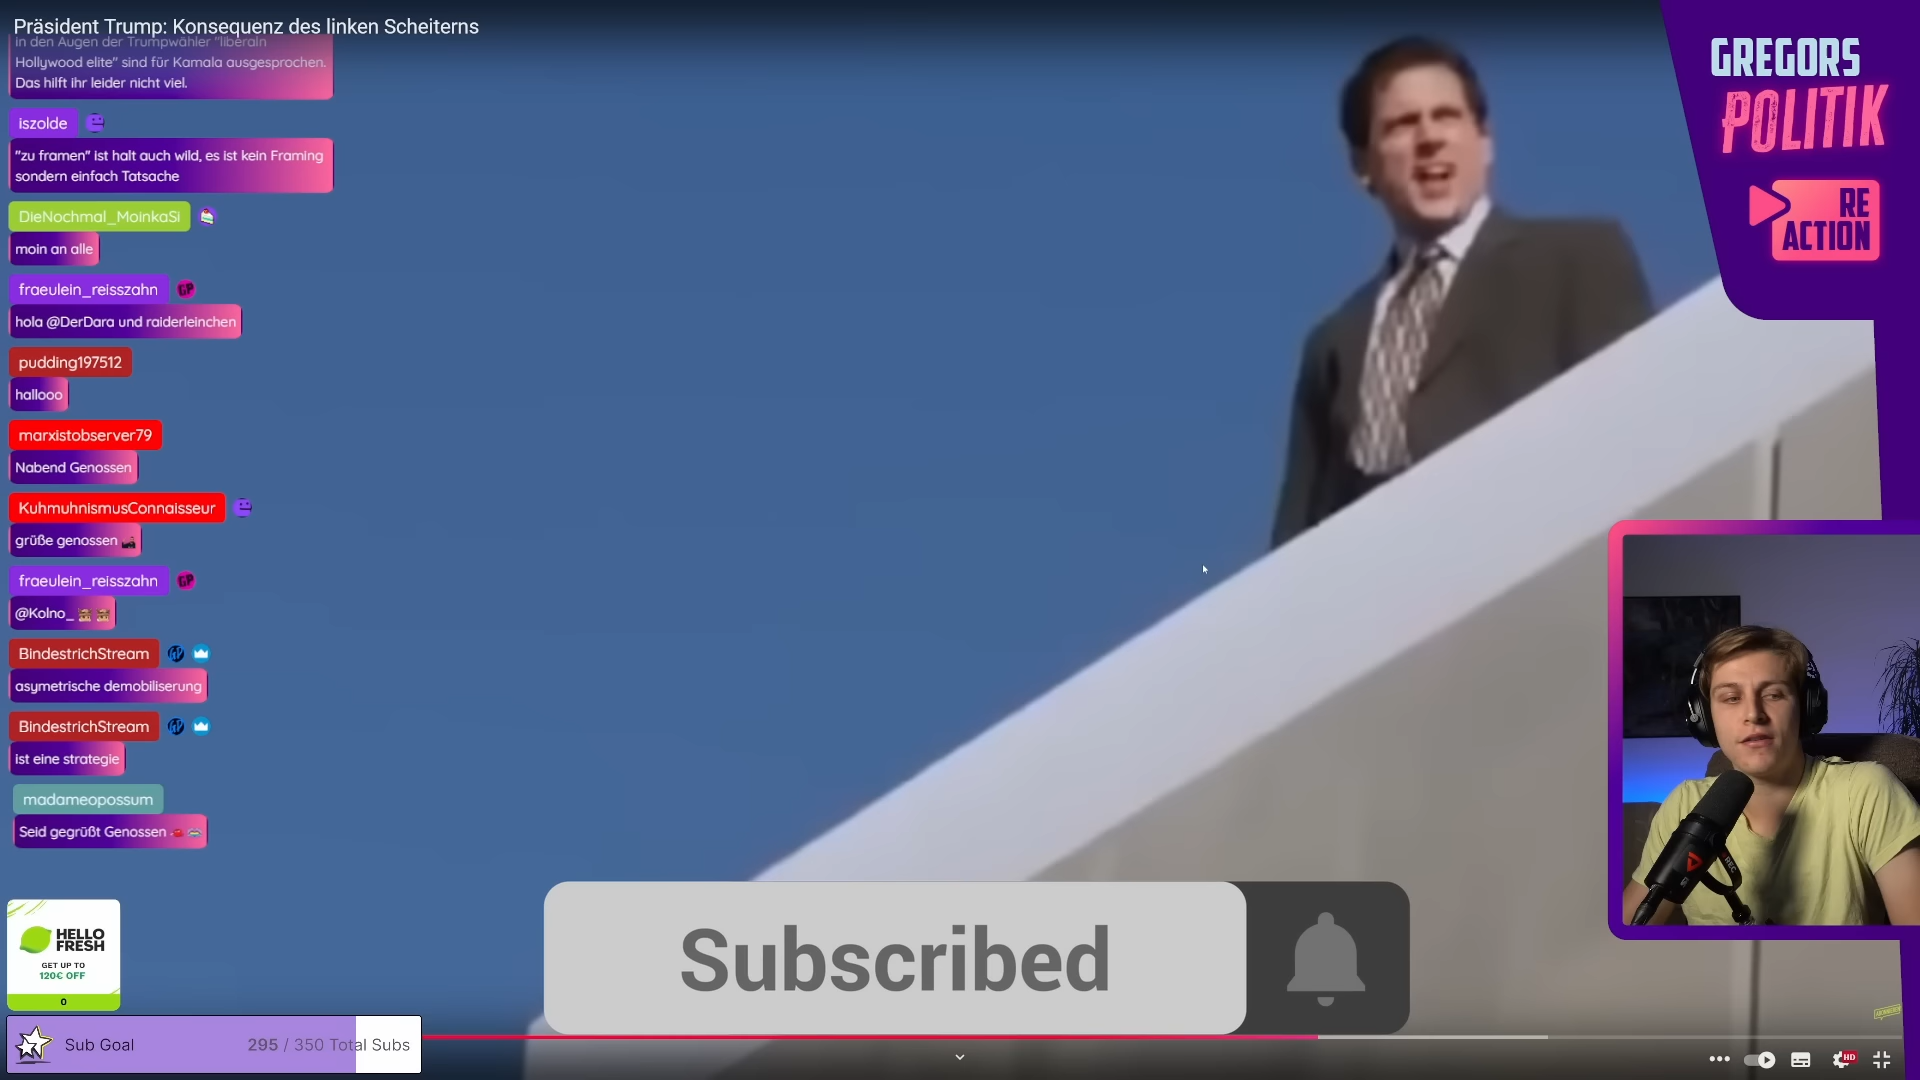 Präsident Trump: Konsequenz des linken Scheiterns
in den Augen der Trumpwähler "liberaln
Hollywood elite" sind für Kamala ausgesprochen.
Das hilft ihr leider nicht viel.
iszolde
"zu framen" ist halt auch wild, es ist kein Framing
sondern einfach Tatsache
DieNochmal_MoinkaSi
moin an alle
fraeulein_reisszahn
hola @DerDara und raiderleinchen
pudding197512
hallooo
marxistobserver79
Nabend Genossen
KuhmuhnismusConnaisseur
grüße genossen
fraeulein_reisszahn
@Kolno_
BindestrichStream
asymetrische demobiliserung
BindestrichStream
ist eine strategie
madameopossum
Seid gegrüßt Genossen
HELLO
FRESH
GET UP TO
120€ OFF
0
Sub Goal
295 / 350 Total Subs
Subscribed
GREGORS
POLITIK
RE
ACTION
HD